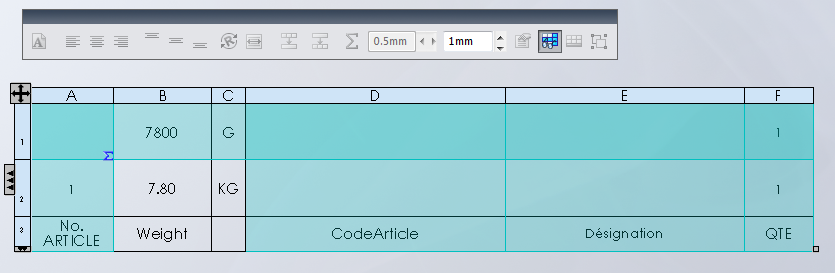 0.5mm 1mm
A B C D E F
1 7800 G 1
2 1 7.80 KG 1
3 No. ARTICLE Weight CodeArticle Désignation QTE